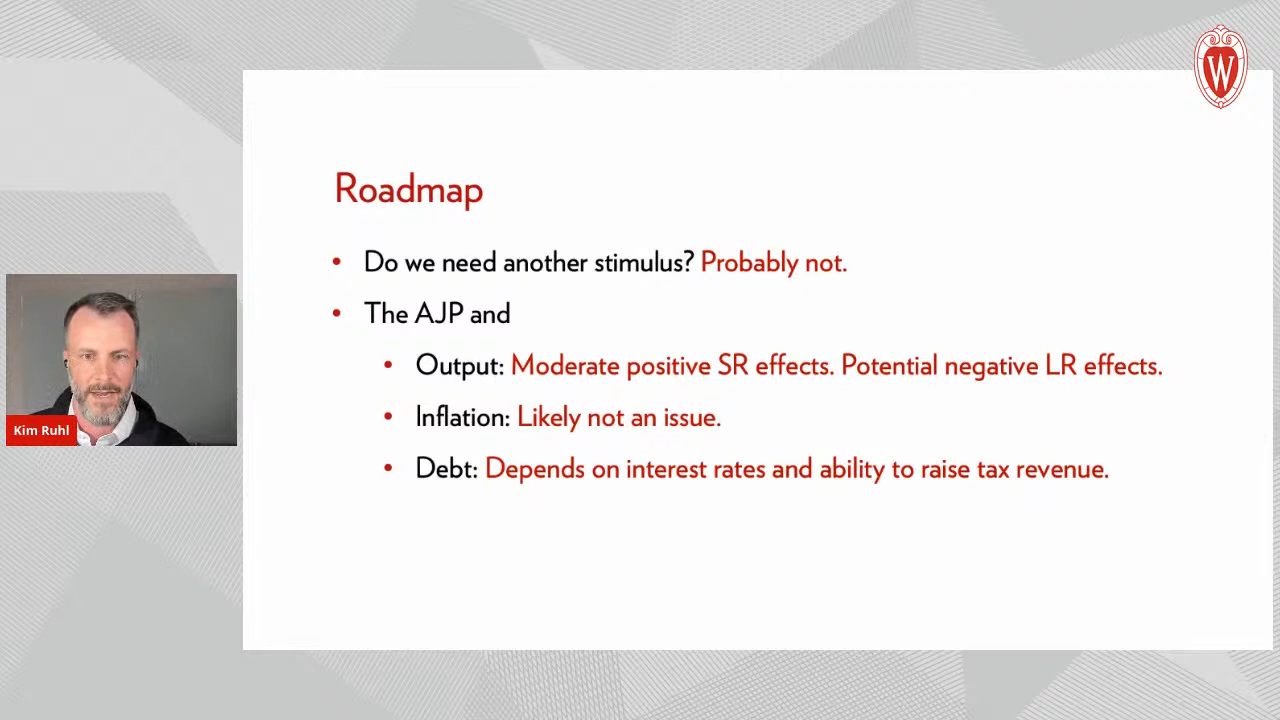 W
Roadmap
• Do we need another stimulus? Probably not.
• The AJP and
• Output: Moderate positive SR effects. Potential negative LR effects.
• Inflation: Likely not an issue.
• Debt: Depends on interest rates and ability to raise tax revenue.
Kim Ruhl